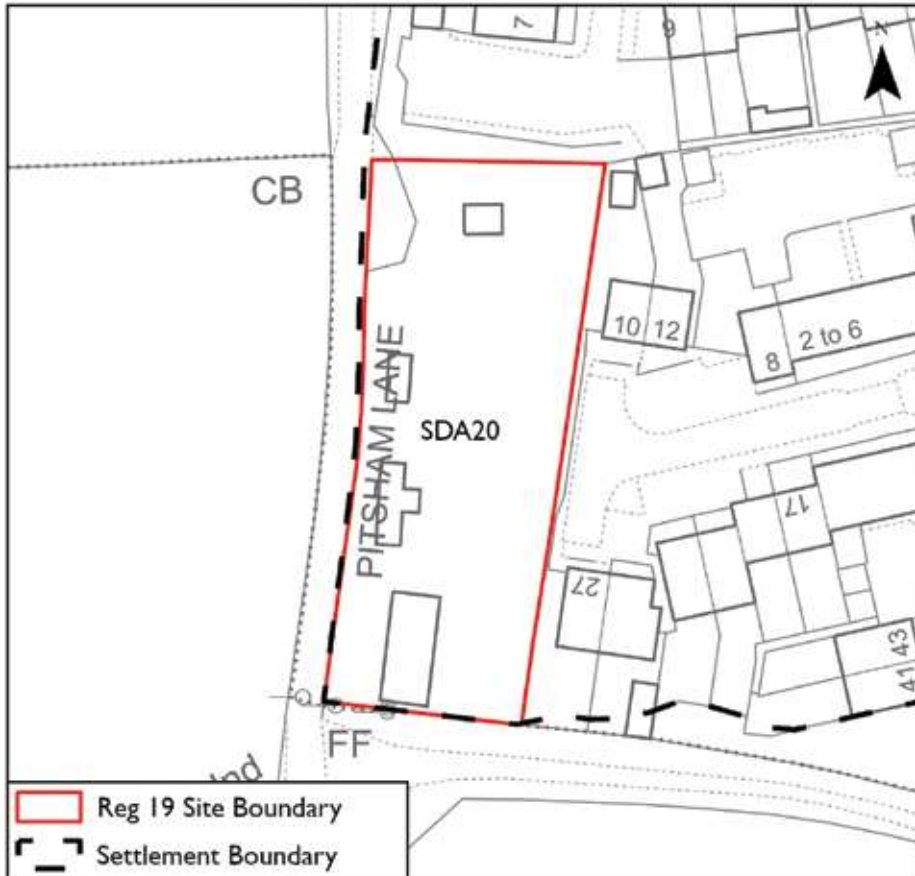 7
9
N
CB
10 12
8 2 to 6
PITSHAM LANE
SDA20
17
27
43
41
FF
Reg 19 Site Boundary
Settlement Boundary